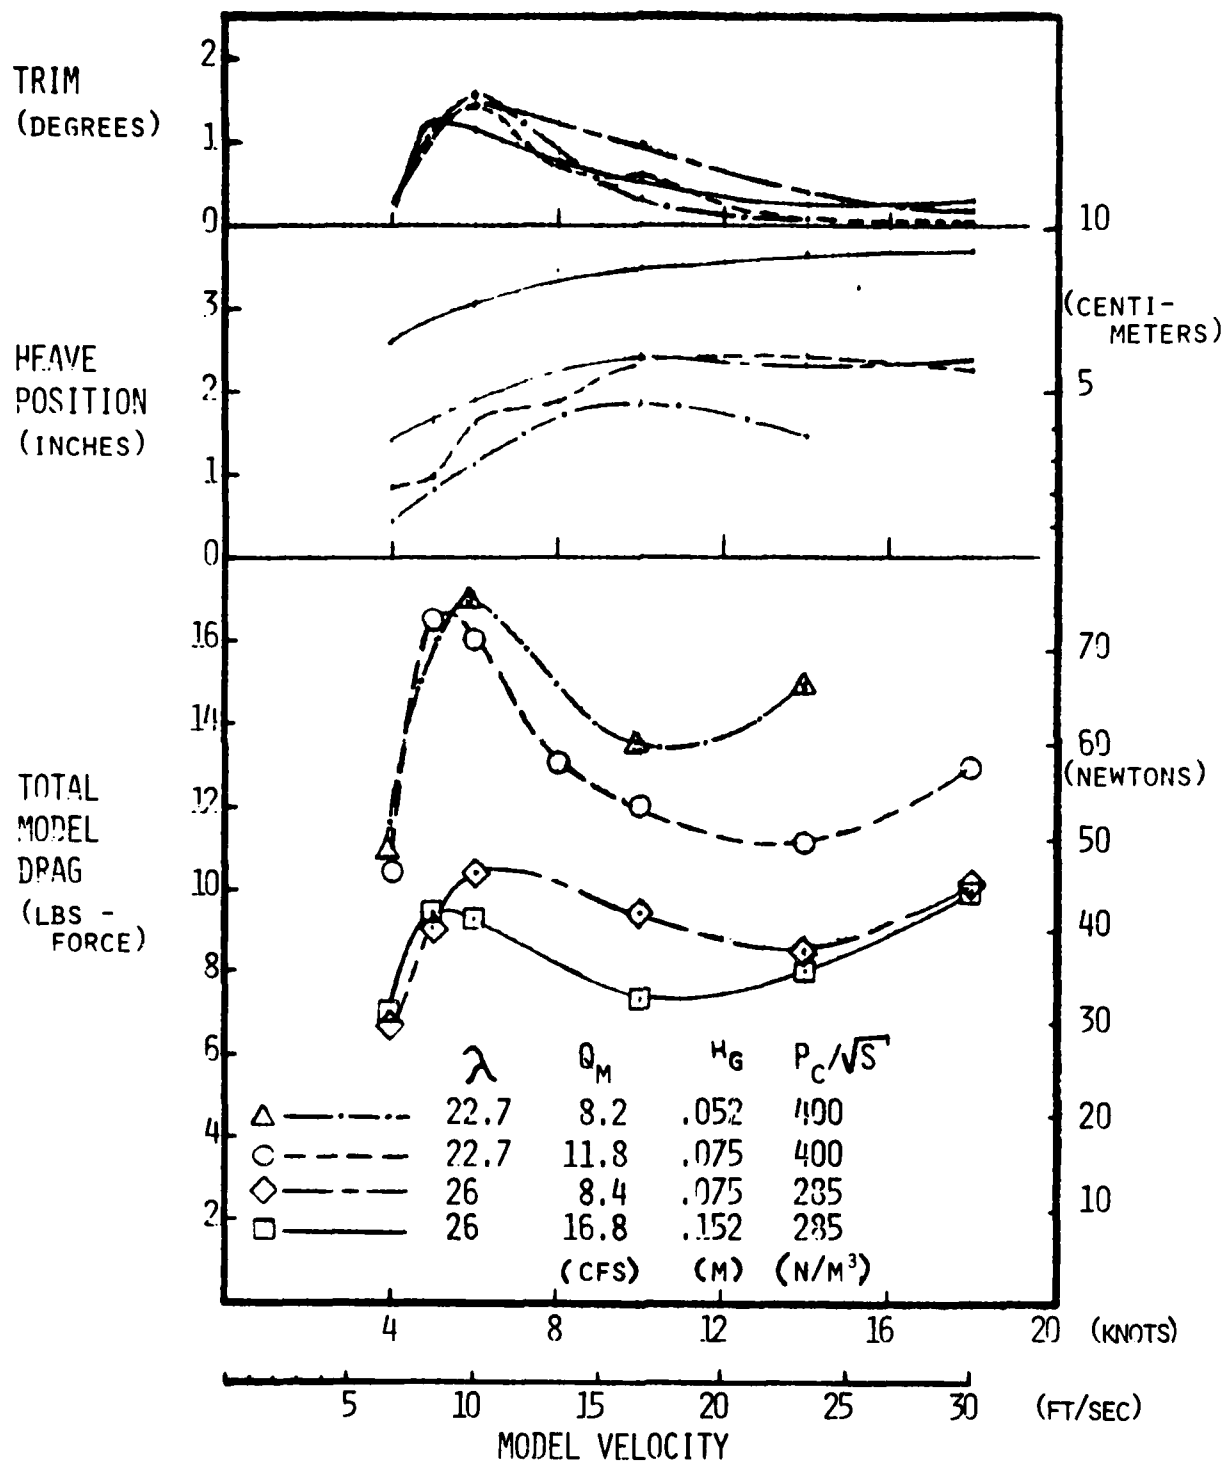 2
TRIM
(DEGREES)
1
0
10
3
(CENTI-
METERS)
HEAVE
POSITION
(INCHES)
2
5
1
0
16
70
14
60
(NEWTONS)
TOTAL
MODEL
DRAG
(LBS -
FORCE)
12
50
10
40
8
30
6
λ Q_M H_G P_C/√S
22.7 8.2 .052 400
20
4
22.7 11.8 .075 400
26 8.4 .075 285
10
2
26 16.8 .152 285
(CFS) (M) (N/M³)
4 8 12 16 20 (KNOTS)
5 10 15 20 25 30 (FT/SEC)
MODEL VELOCITY